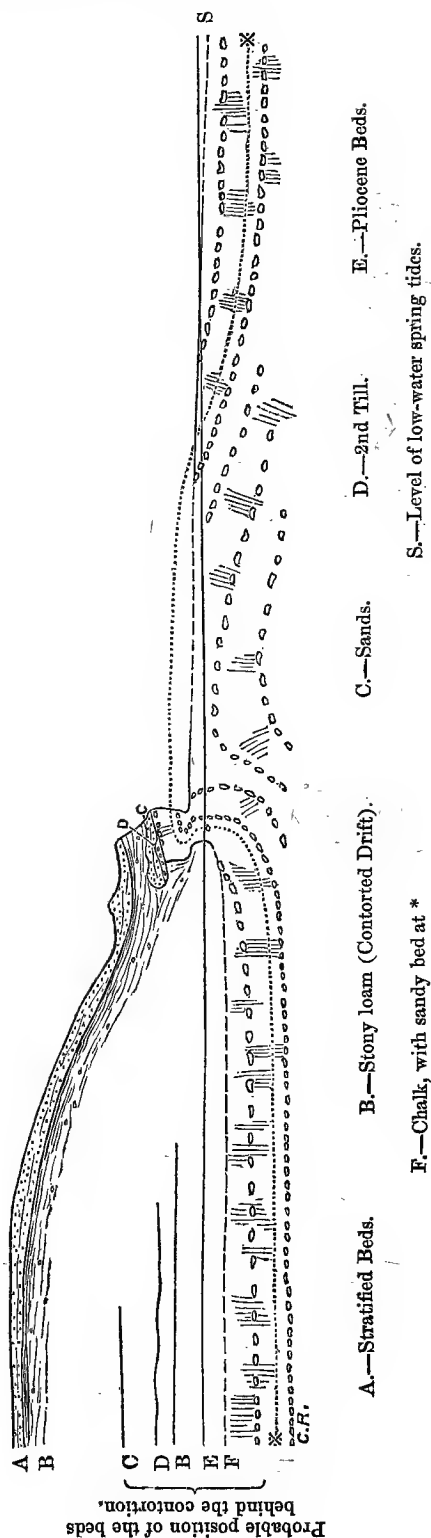 S
A
B
C
D
B
E
F
Probable position of the beds
behind the contortion.
D
C
C.R.
A.—Stratified Beds. B.—Stony loam (Contorted Drift). C.—Sands. D.—2nd Till. E.—Pliocene Beds.
F.—Chalk, with sandy bed at * S.—Level of low-water spring tides.